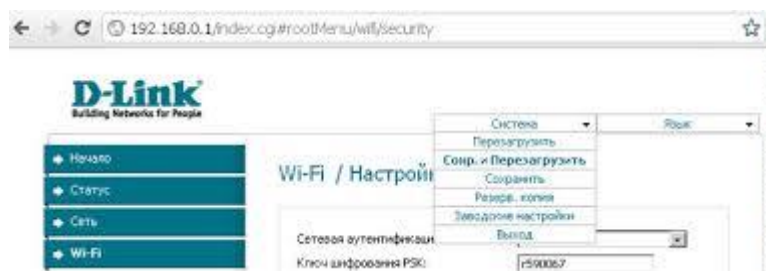 192.168.0.1/index.cgi#rootMenu/wifi/security
D-Link
Building Networks for People
Система
Язык
Перезагрузить
Сохр. и Перезагрузить
Сохранить
Резерв. копия
Заводские настройки
Выход
Начало
Статус
Сеть
Wi-Fi
Wi-Fi / Настройк
Сетевая аутентификаци
Ключ шифрования PSK:
r590067